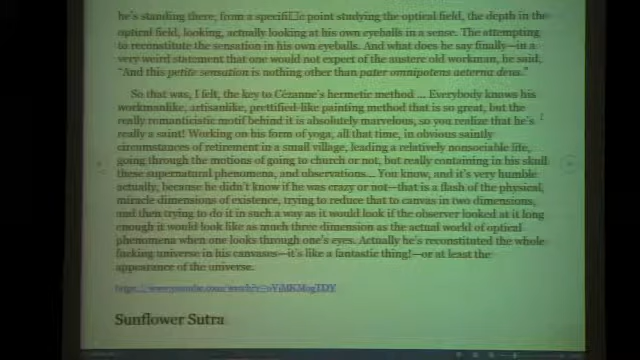 he's standing there, from a specifi□□c point studying the optical field, the depth in the
optical field, looking, actually looking at his own eyeballs in a sense. The attempting
to reconstitute the sensation in his own eyeballs. And what does he say finally—in a
very weird statement that one would not expect of the austere old workman, he said,
"And this petite sensation is nothing other than pater omnipotens aeterna deus."
So that was, I felt, the key to Cézanne's hermetic method ... Everybody knows his
workmanlike, artisanlike, prettified-like painting method that is so great, but the
really romanticistic motif behind it is absolutely marvelous, so you realize that he's
really a saint! Working on his form of yoga, all that time, in obvious saintly
circumstances of retirement in a small village, leading a relatively nonsociable life,
going through the motions of going to church or not, but really containing in his skull
these supernatural phenomena, and observations... You know, and it's very humble
actually, because he didn't know if he was crazy or not—that is a flash of the physical,
miracle dimensions of existence, trying to reduce that to canvas in two dimensions,
and then trying to do it in such a way as it would look if the observer looked at it long
enough it would look like as much three dimension as the actual world of optical
phenomena when one looks through one's eyes. Actually he's reconstituted the whole
fucking universe in his canvases—it's like a fantastic thing!—or at least the
appearance of the universe.
Sunflower Sutra